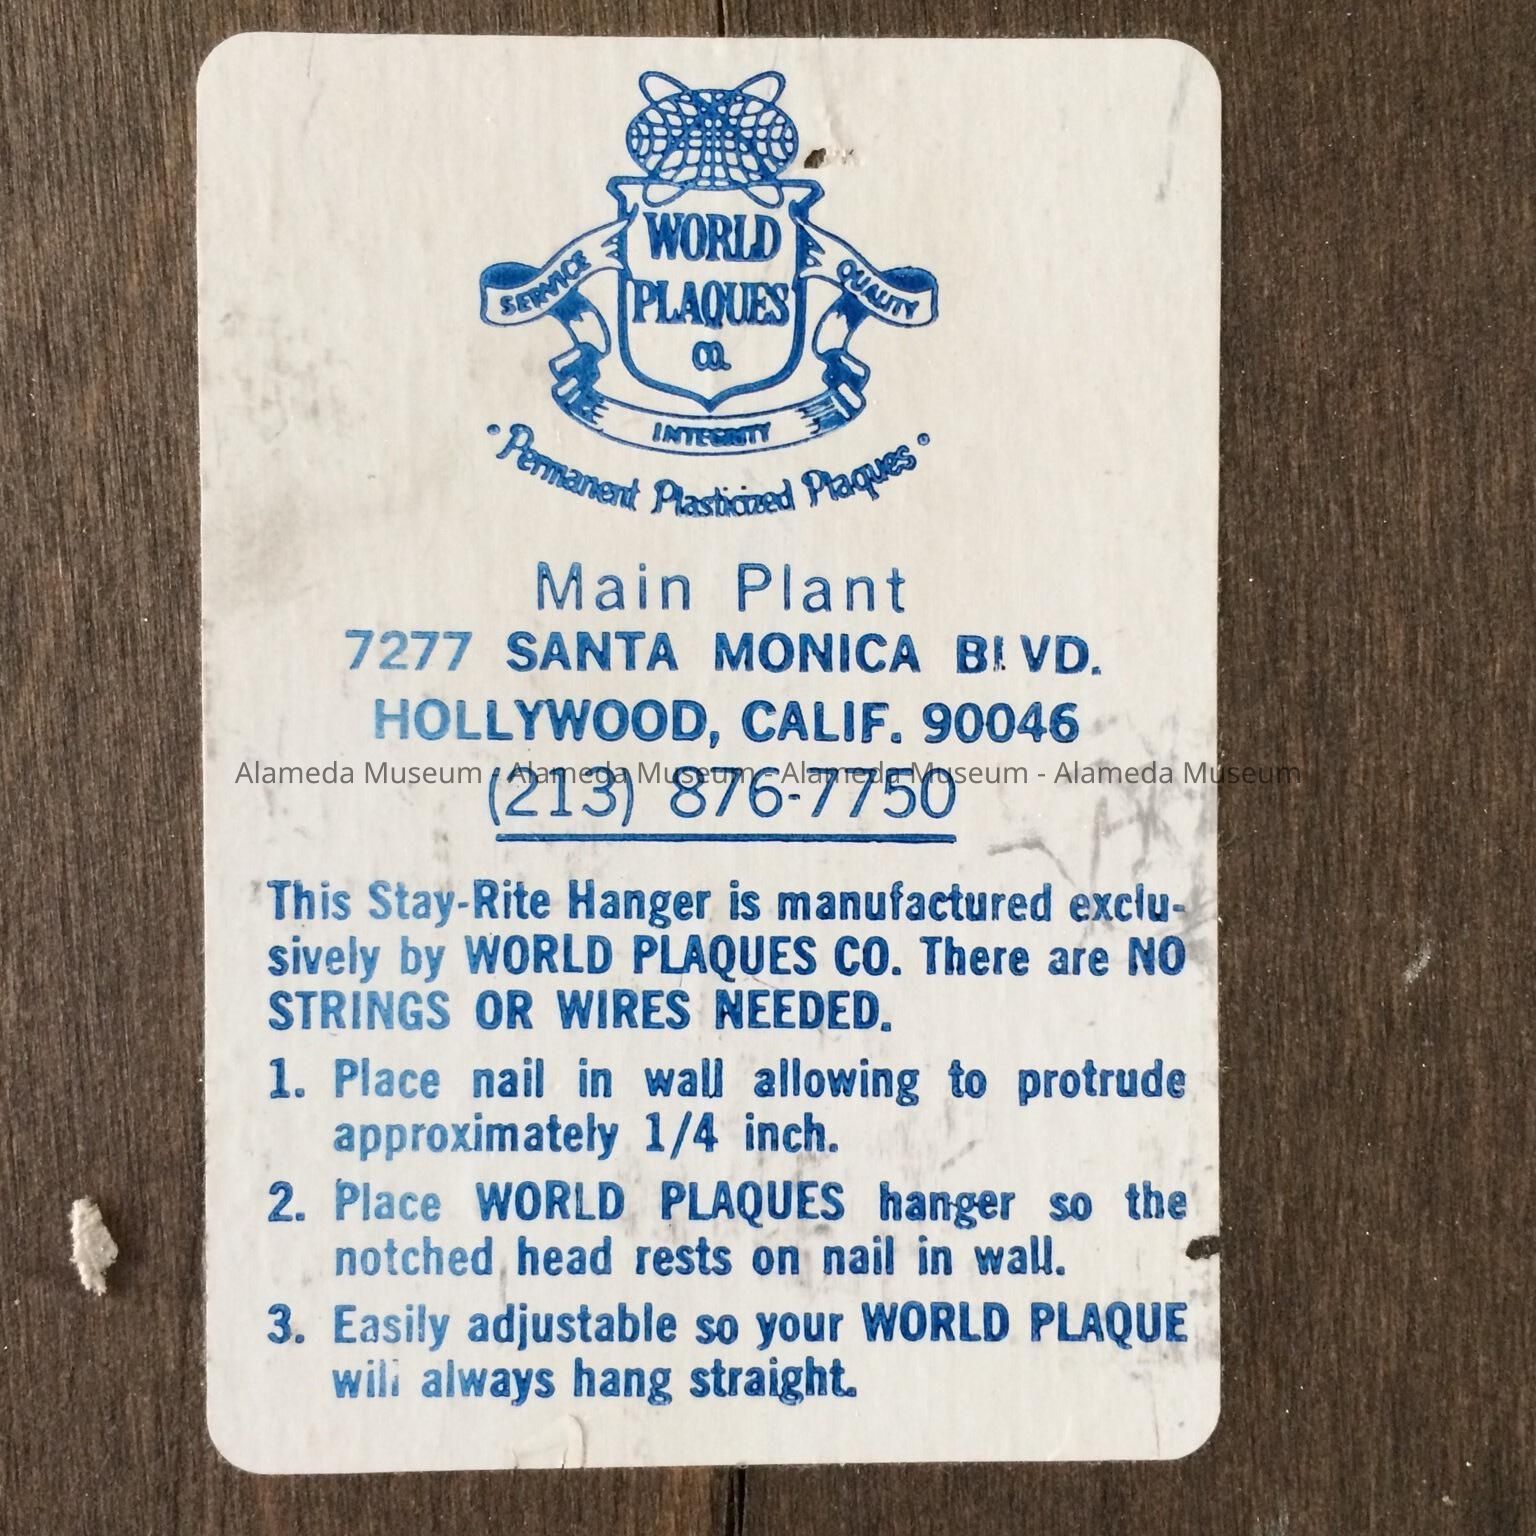 WORLD
PLAQUES
CO.
SERVICE
QUALITY
INTEGRITY
"Permanent Plasticized Plaques"
Main Plant
7277 SANTA MONICA BLVD.
HOLLYWOOD, CALIF. 90046
Alameda Museum - Alameda Museum - Alameda Museum - Alameda Museum
(213) 876-7750
This Stay-Rite Hanger is manufactured exclu-
sively by WORLD PLAQUES CO. There are NO
STRINGS OR WIRES NEEDED.
1. Place nail in wall allowing to protrude
approximately 1/4 inch.
2. Place WORLD PLAQUES hanger so the
notched head rests on nail in wall.
3. Easily adjustable so your WORLD PLAQUE
will always hang straight.